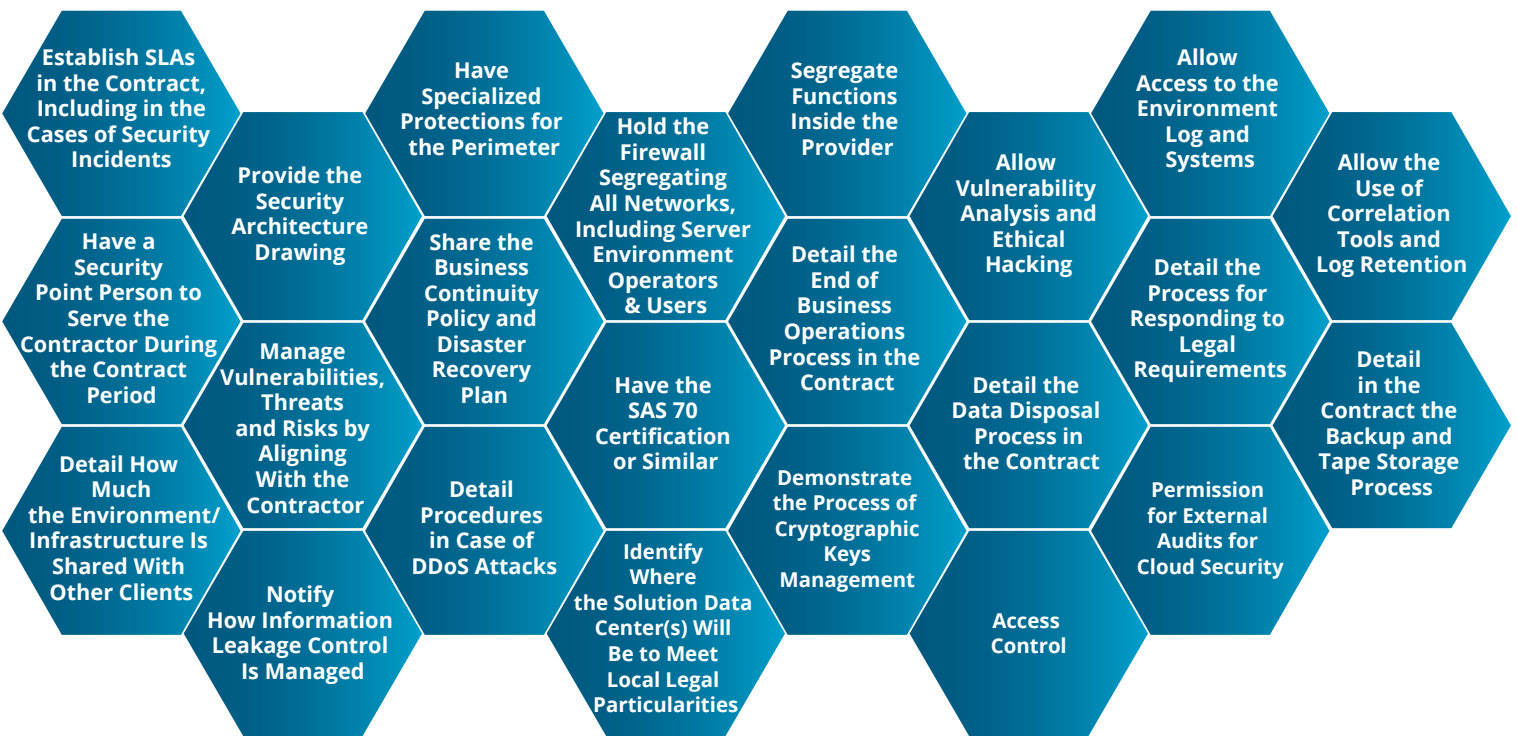 Establish SLAs
in the Contract,
Including in the
Cases of Security
Incidents
Have a
Security
Point Person to
Serve the
Contractor During
the Contract
Period
Detail How
Much
the Environment/
Infrastructure Is
Shared With
Other Clients
Provide the
Security
Architecture
Drawing
Manage
Vulnerabilities,
Threats
and Risks by
Aligning
With the
Contractor
Notify
How Information
Leakage Control
Is Managed
Have
Specialized
Protections for
the Perimeter
Share the
Business
Continuity
Policy and
Disaster
Recovery
Plan
Detail
Procedures
in Case of
DDoS Attacks
Hold the
Firewall
Segregating
All Networks,
Including Server
Environment
Operators
& Users
Have the
SAS 70
Certification
or Similar
Identify
Where
the Solution Data
Center(s) Will
Be to Meet
Local Legal
Particularities
Segregate
Functions
Inside the
Provider
Detail the
End of
Business
Operations
Process in the
Contract
Demonstrate
the Process of
Cryptographic
Keys
Management
Allow
Vulnerability
Analysis and
Ethical
Hacking
Detail the
Data Disposal
Process in
the Contract
Access
Control
Allow
Access to the
Environment
Log and
Systems
Detail the
Process for
Responding to
Legal
Requirements
Permission
for External
Audits for
Cloud Security
Allow the
Use of
Correlation
Tools and
Log Retention
Detail
in the
Contract the
Backup and
Tape Storage
Process